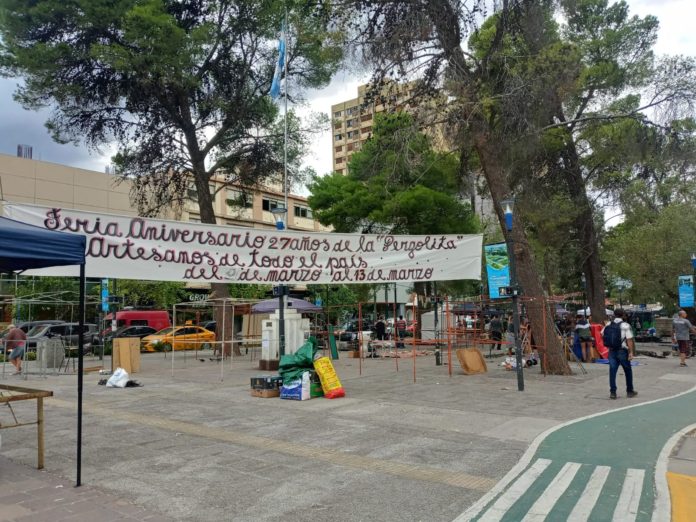 Feria Aniversario 27 años de la "Pergolita"
Artesanos de todo el país
del de marzo al 13 de marzo